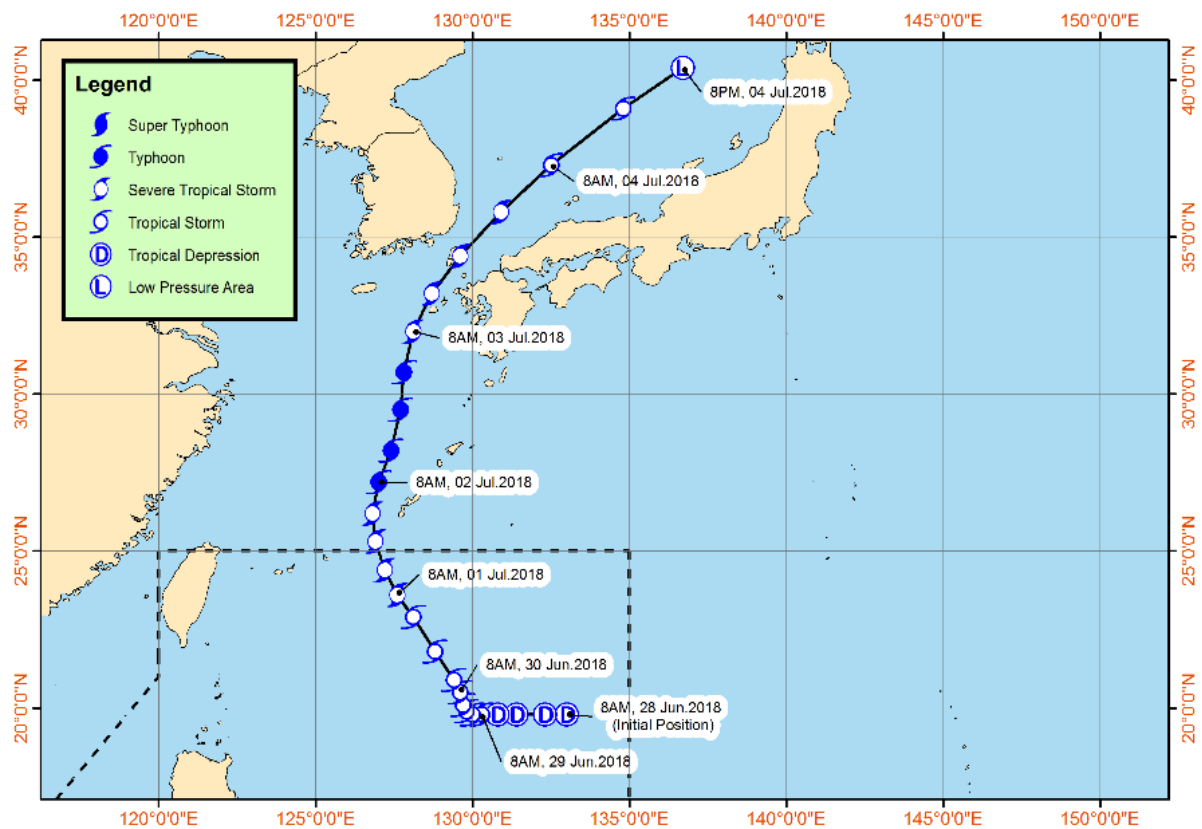 120°0'0"E 125°0'0"E 130°0'0"E 135°0'0"E 140°0'0"E 145°0'0"E 150°0'0"E
40°0'0"N
35°0'0"N
30°0'0"N
25°0'0"N
20°0'0"N
Legend
Super Typhoon
Typhoon
Severe Tropical Storm
Tropical Storm
D Tropical Depression
L Low Pressure Area
L
8PM, 04 Jul.2018
8AM, 04 Jul.2018
8AM, 03 Jul.2018
8AM, 02 Jul.2018
8AM, 01 Jul.2018
8AM, 30 Jun.2018
D D D D
8AM, 28 Jun.2018
(Initial Position)
8AM, 29 Jun.2018
40°0'0"N
35°0'0"N
30°0'0"N
25°0'0"N
20°0'0"N
120°0'0"E 125°0'0"E 130°0'0"E 135°0'0"E 140°0'0"E 145°0'0"E 150°0'0"E